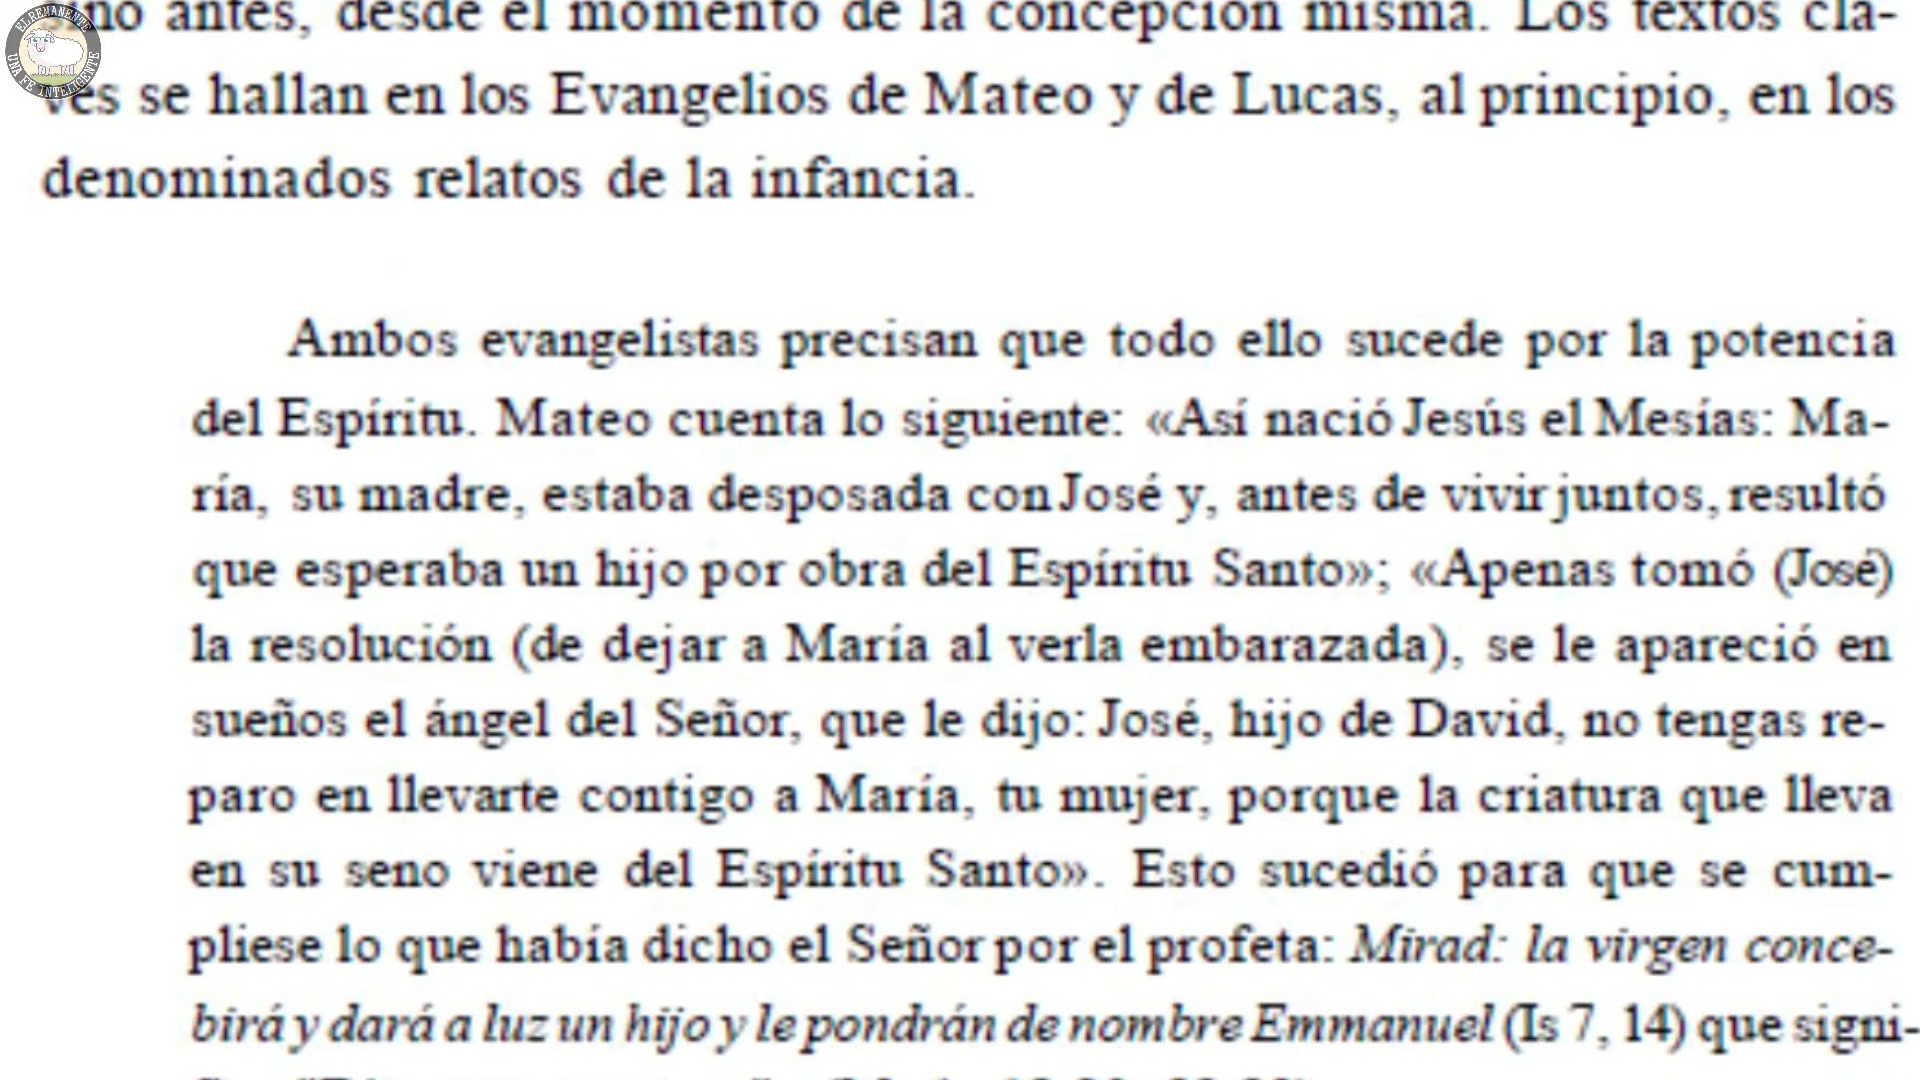 EL REMANENTE
UNA FE INTELIGENTE
no antes, desde el momento de la concepción misma. Los textos cla-
ves se hallan en los Evangelios de Mateo y de Lucas, al principio, en los
denominados relatos de la infancia.
Ambos evangelistas precisan que todo ello sucede por la potencia
del Espíritu. Mateo cuenta lo siguiente: «Así nació Jesús el Mesías: Ma-
ría, su madre, estaba desposada con José y, antes de vivir juntos, resultó
que esperaba un hijo por obra del Espíritu Santo»; «Apenas tomó (José)
la resolución (de dejar a María al verla embarazada), se le apareció en
sueños el ángel del Señor, que le dijo: José, hijo de David, no tengas re-
paro en llevarte contigo a María, tu mujer, porque la criatura que lleva
en su seno viene del Espíritu Santo». Esto sucedió para que se cum-
pliese lo que había dicho el Señor por el profeta: Mirad: la virgen conce-
birá y dará a luz un hijo y le pondrán de nombre Emmanuel (Is 7, 14) que signi-